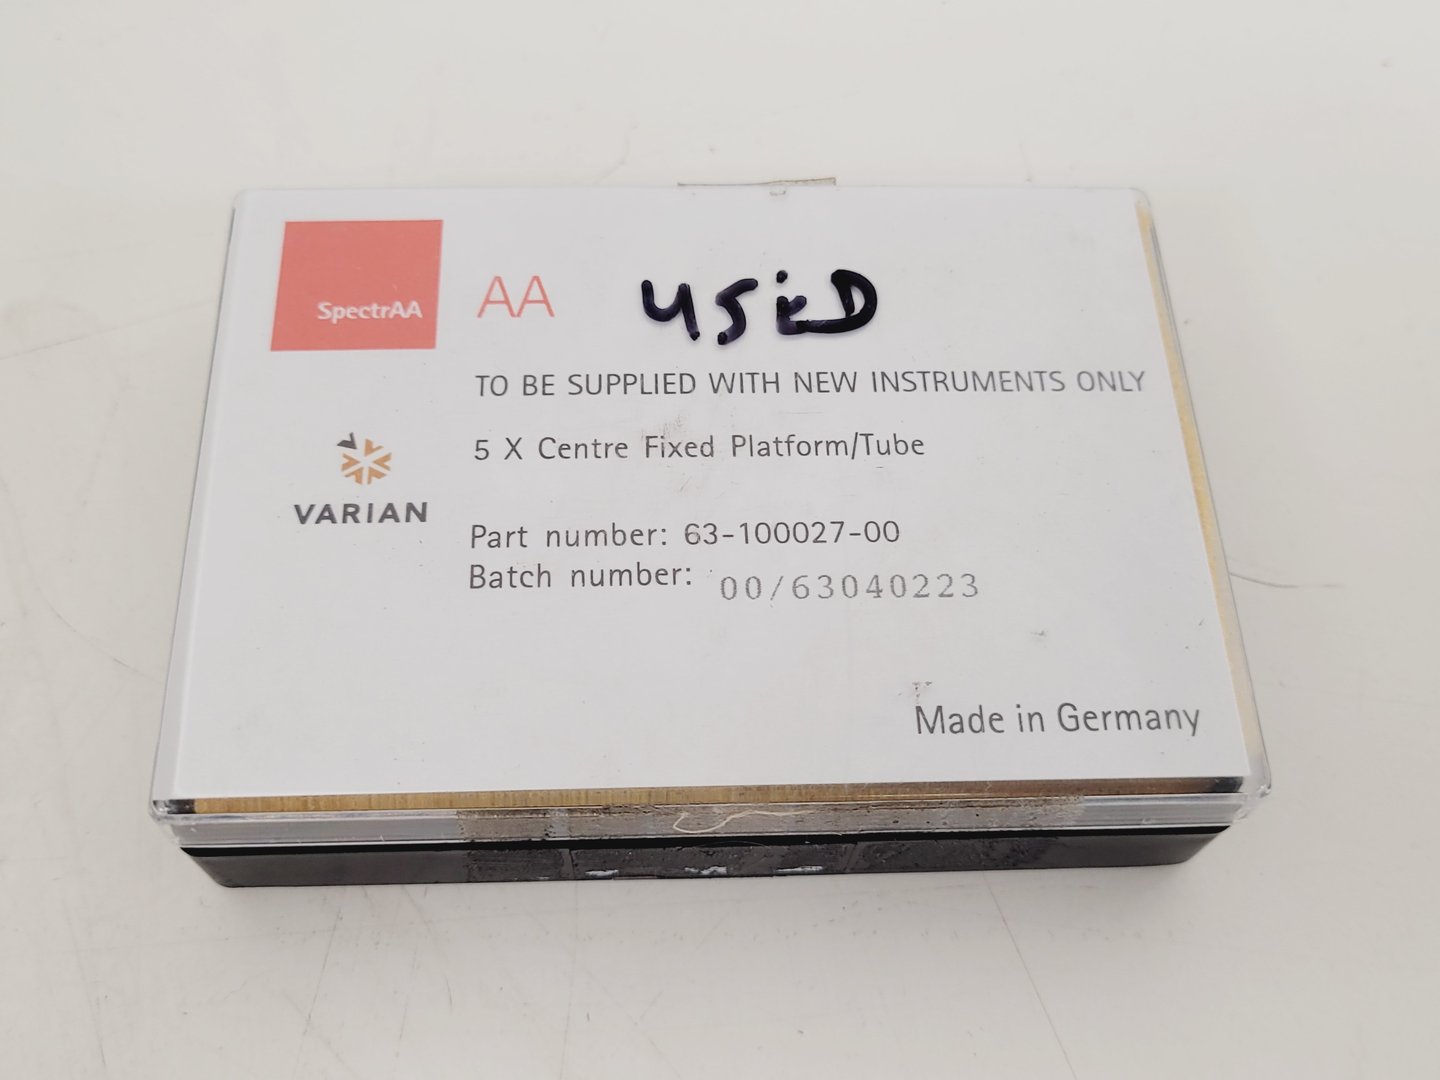 SpectrAA
AA
USED
TO BE SUPPLIED WITH NEW INSTRUMENTS ONLY
5 X Centre Fixed Platform/Tube
VARIAN
Part number: 63-100027-00
Batch number: 00/63040223
Made in Germany